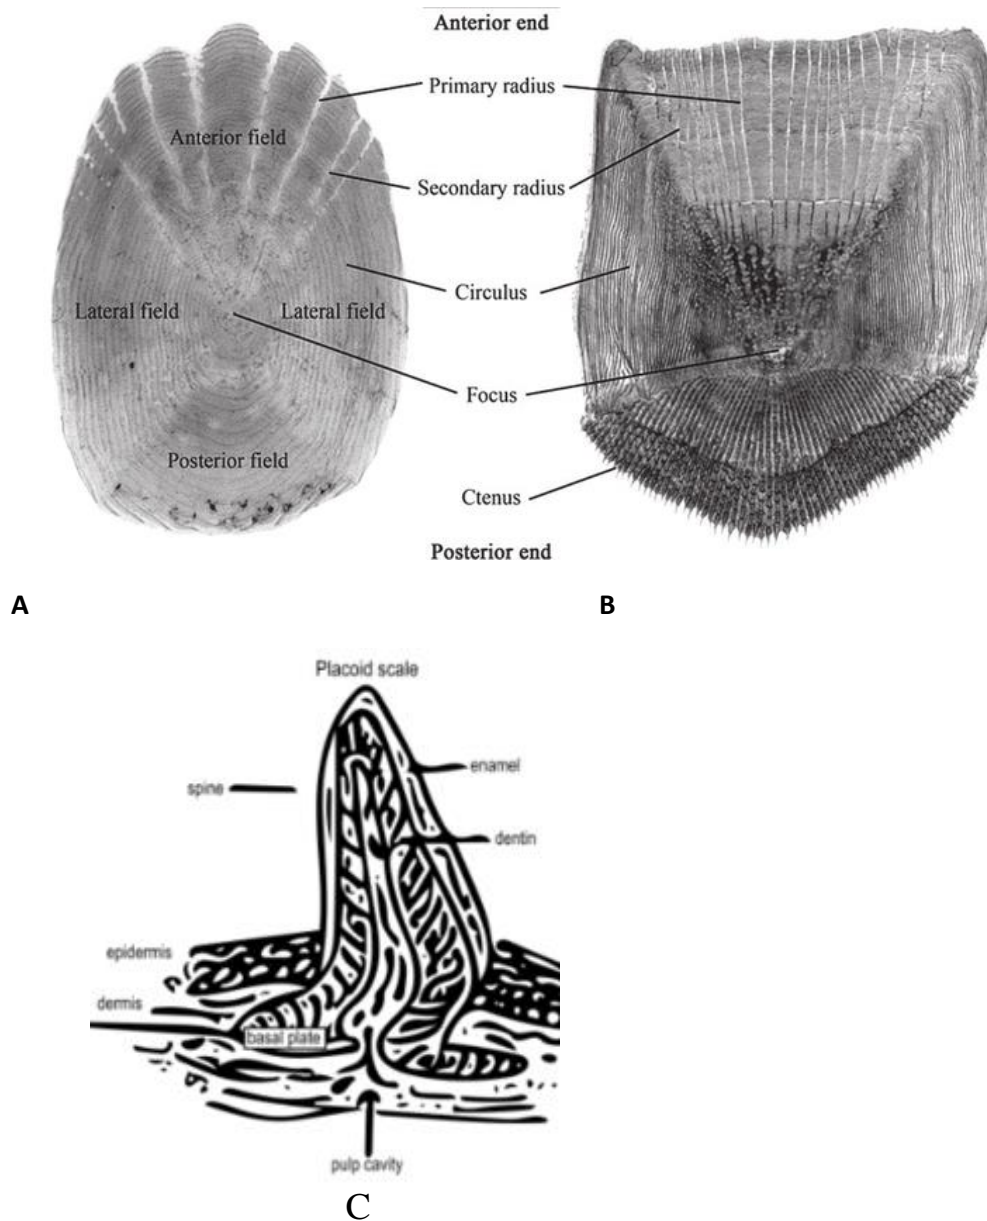 Anterior end
Primary radius
Anterior field
Secondary radius
Circulus
Lateral field
Lateral field
Focus
Posterior field
Ctenus
Posterior end
A
B
Placoid scale
enamel
spine
dentin
epidermis
dermis
basal plate
pulp cavity
C